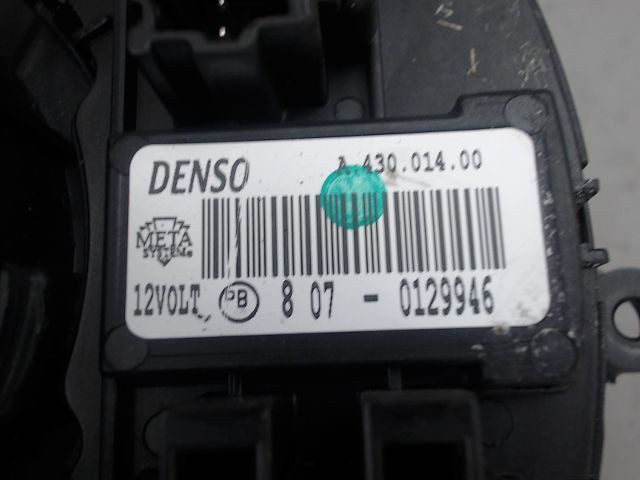 DENSO
A.430.014.00
META
SYSTEM®
12VOLT PB 8 07 - 0129946